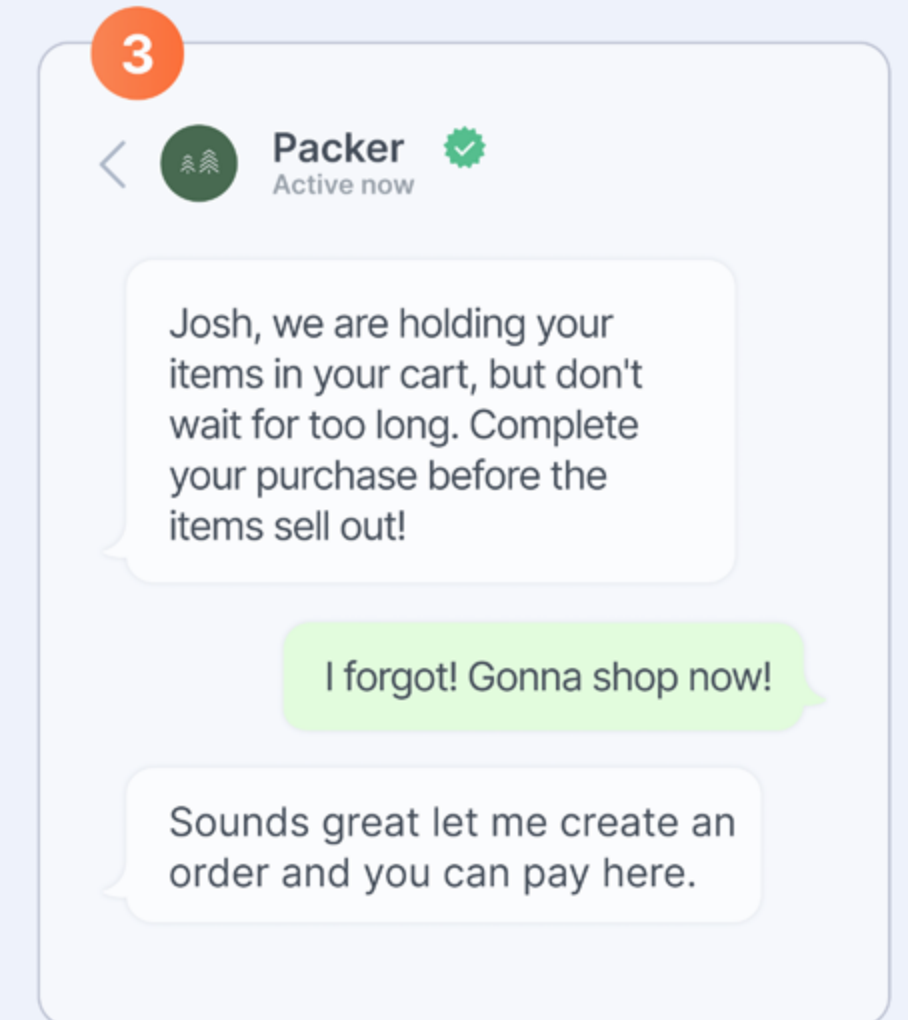 3
Packer
Active now
Josh, we are holding your
items in your cart, but don't
wait for too long. Complete
your purchase before the
items sell out!
I forgot! Gonna shop now!
Sounds great let me create an
order and you can pay here.